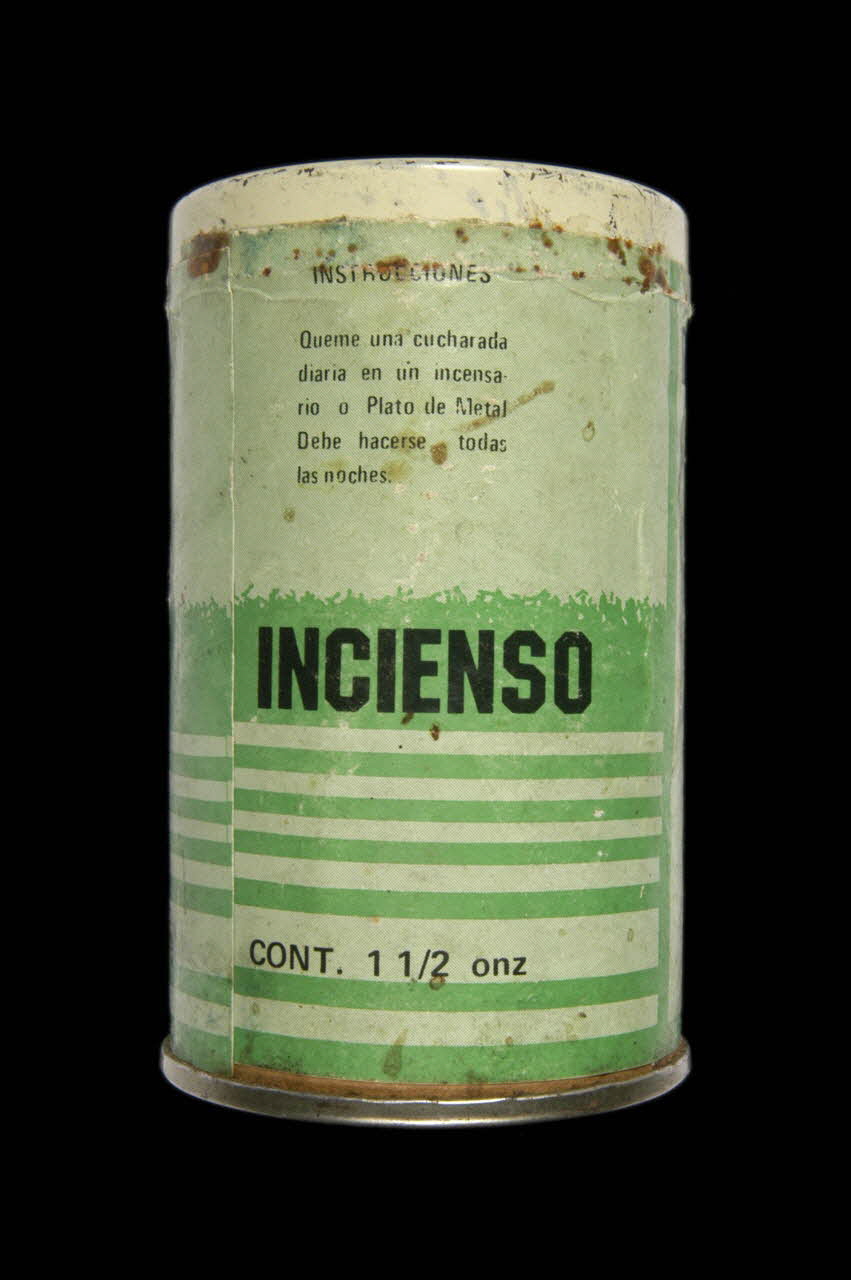 INSTRUCCIONES
Queme una cucharada
diaria en un incensa-
rio o Plato de Metal
Debe hacerse todas
las noches.
INCIENSO
CONT. 1 1/2 onz